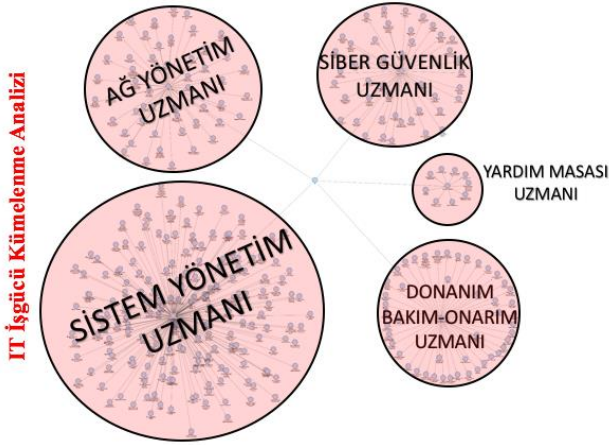 IT İşgücü Kümelenme Analizi
AĞ YÖNETİM
UZMANI
SİBER GÜVENLİK
UZMANI
YARDIM MASASI
UZMANI
SİSTEM YÖNETİM
UZMANI
DONANIM
BAKIM-ONARIM
UZMANI